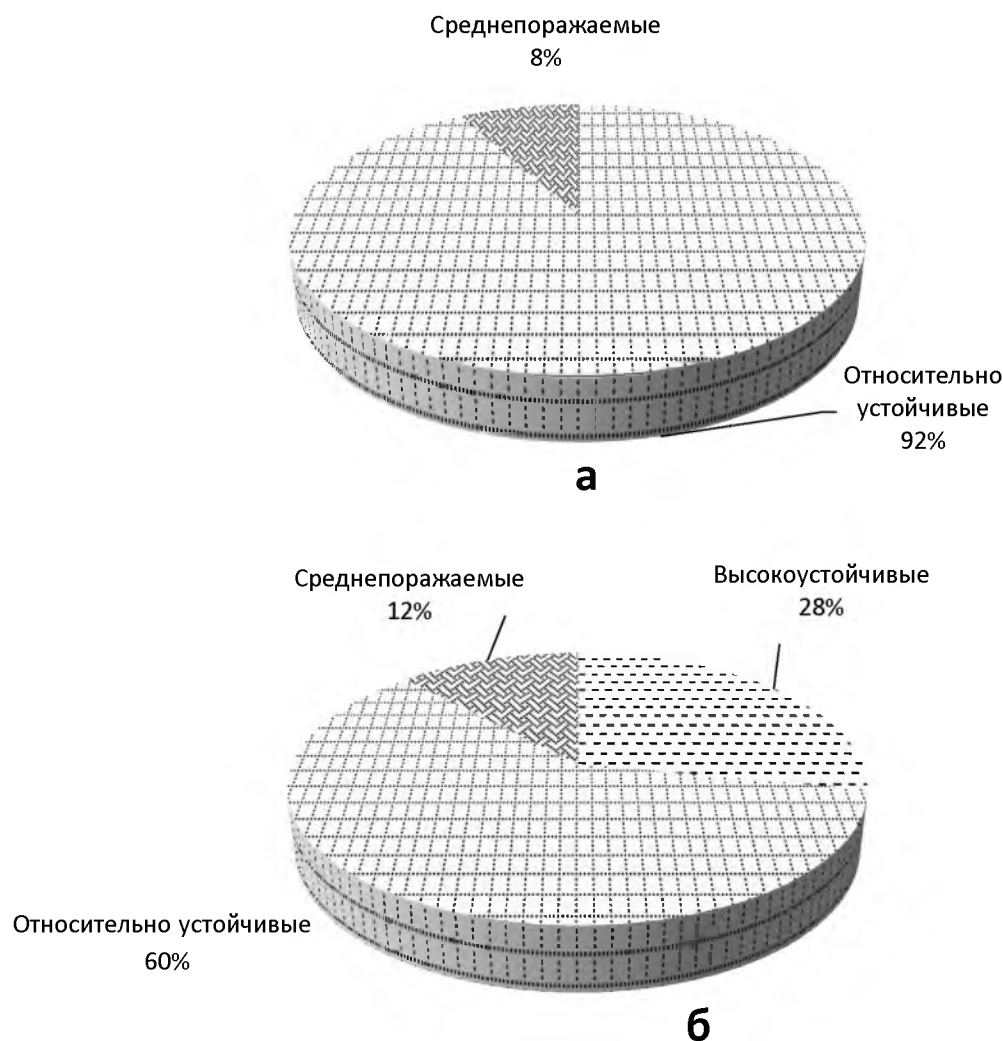 Среднепоражаемые
8%
Относительно
устойчивые
92%
а
Среднепоражаемые
12%
Высокоустойчивые
28%
Относительно устойчивые
60%
б